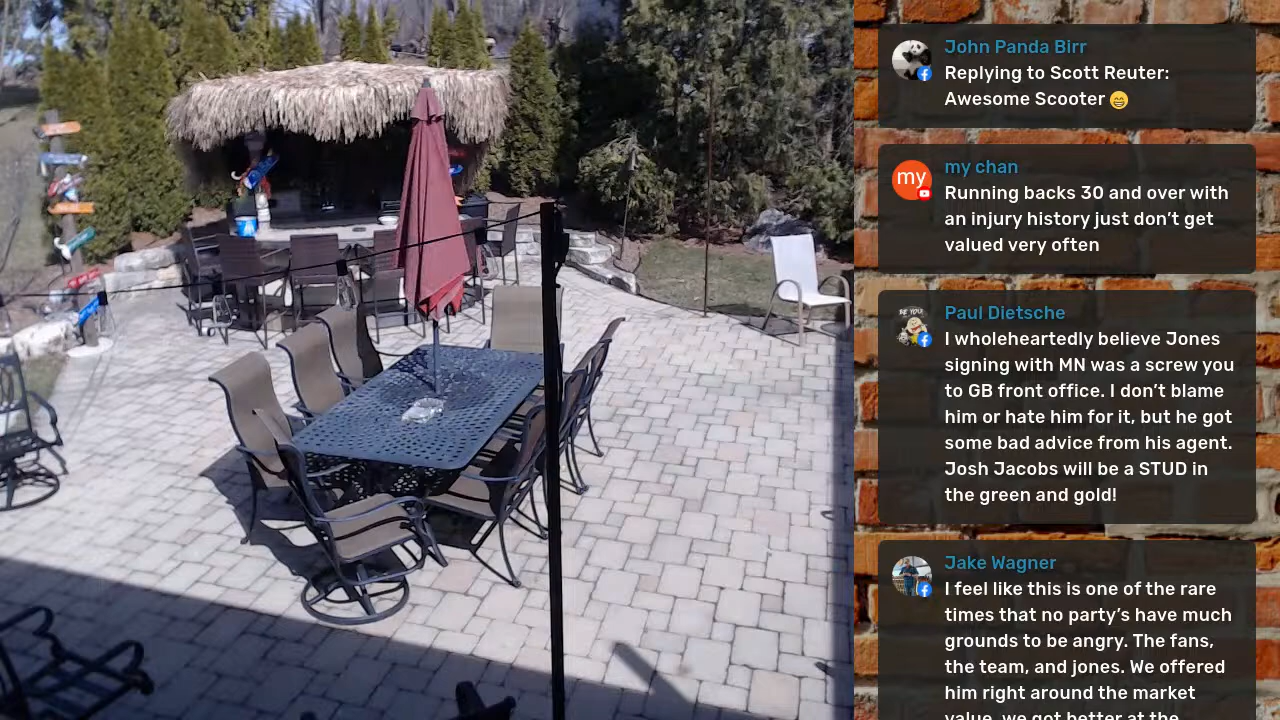 John Panda Birr
Replying to Scott Reuter:
Awesome Scooter 😁
my
my chan
Running backs 30 and over with
an injury history just don’t get
valued very often
Paul Dietsche
I wholeheartedly believe Jones
signing with MN was a screw you
to GB front office. I don’t blame
him or hate him for it, but he got
some bad advice from his agent.
Josh Jacobs will be a STUD in
the green and gold!
Jake Wagner
I feel like this is one of the rare
times that no party’s have much
grounds to be angry. The fans,
the team, and jones. We offered
him right around the market
value, we got better at the